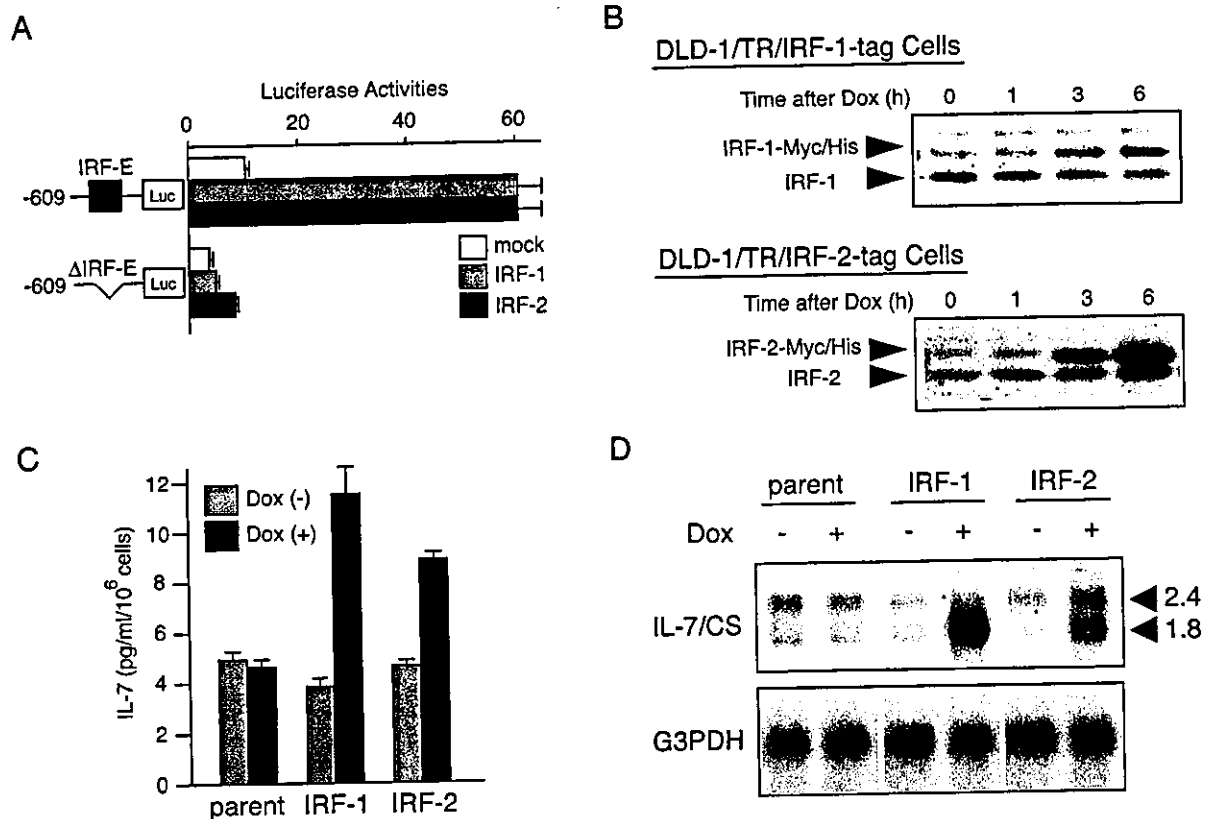 A
Luciferase Activities
0 20 40 60
IRF-E
-609 Luc
ΔIRF-E
-609 Luc
mock
IRF-1
IRF-2
B
DLD-1/TR/IRF-1-tag Cells
Time after Dox (h) 0 1 3 6
IRF-1-Myc/His
IRF-1
DLD-1/TR/IRF-2-tag Cells
Time after Dox (h) 0 1 3 6
IRF-2-Myc/His
IRF-2
C
IL-7 (pg/ml/10⁶ cells)
12
10
8
6
4
2
0
Dox (-)
Dox (+)
parent IRF-1 IRF-2
D
parent IRF-1 IRF-2
Dox - + - + - +
IL-7/CS
2.4
1.8
G3PDH